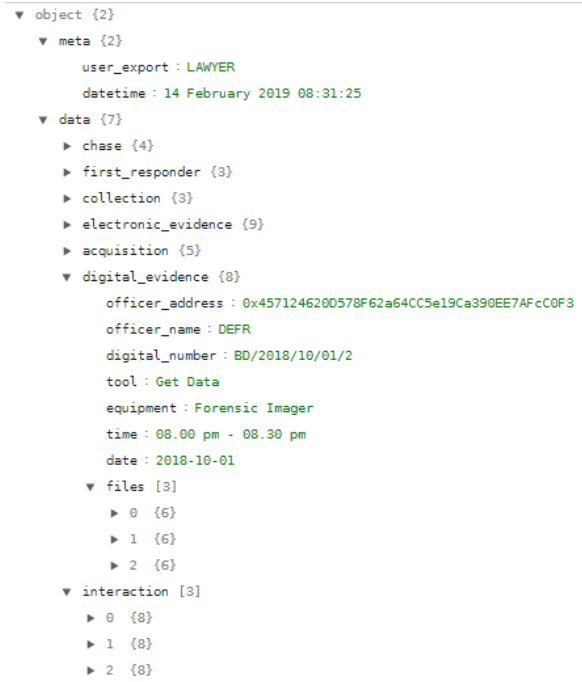 object {2}
meta {2}
user_export : LAWYER
datetime : 14 February 2019 08:31:25
data {7}
chase {4}
first_responder {3}
collection {3}
electronic_evidence {9}
acquisition {5}
digital_evidence {8}
officer_address : 0x457124620D578F62a64CC5e19Ca390EE7AFcC0F3
officer_name : DEFR
digital_number : BD/2018/10/01/2
tool : Get Data
equipment : Forensic Imager
time : 08.00 pm - 08.30 pm
date : 2018-10-01
files [3]
0 {6}
1 {6}
2 {6}
interaction [3]
0 {8}
1 {8}
2 {8}